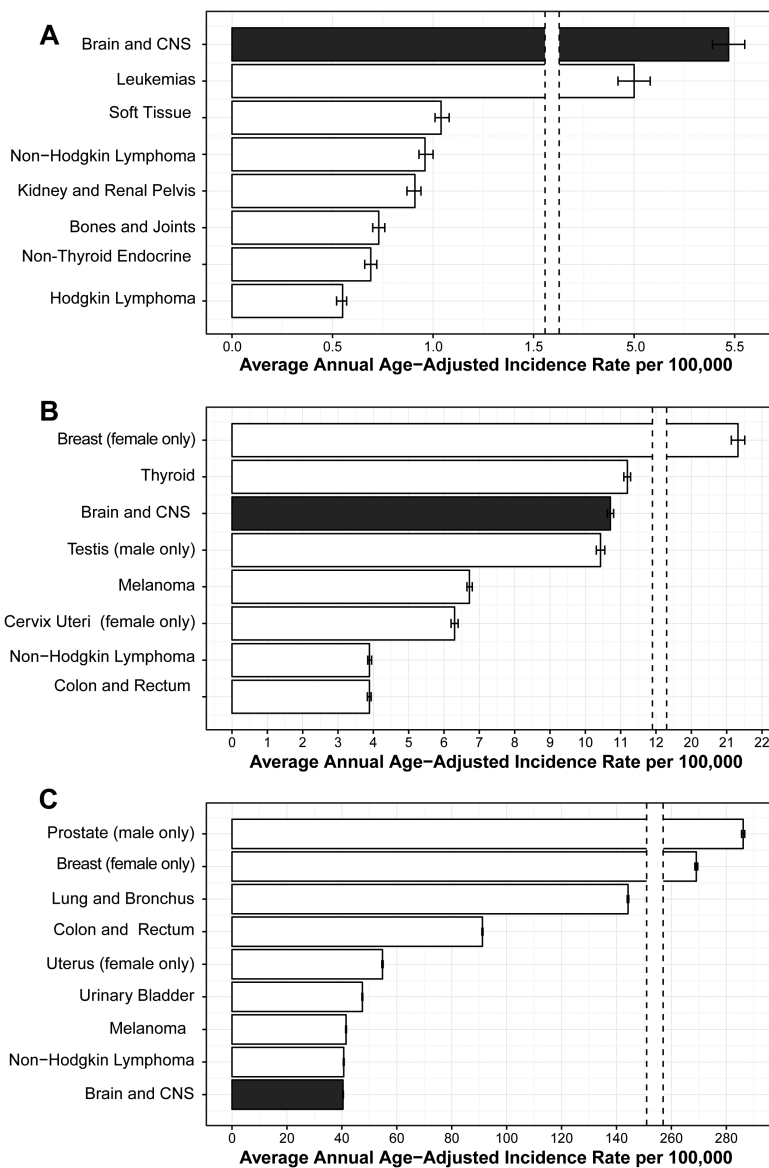 A
Brain and CNS
Leukemias
Soft Tissue
Non−Hodgkin Lymphoma
Kidney and Renal Pelvis
Bones and Joints
Non-Thyroid Endocrine
Hodgkin Lymphoma
0.0 0.5 1.0 1.5 5.0 5.5
Average Annual Age−Adjusted Incidence Rate per 100,000
B
Breast (female only)
Thyroid
Brain and CNS
Testis (male only)
Melanoma
Cervix Uteri (female only)
Non−Hodgkin Lymphoma
Colon and Rectum
0 1 2 3 4 5 6 7 8 9 10 11 12 20 21 22
Average Annual Age−Adjusted Incidence Rate per 100,000
C
Prostate (male only)
Breast (female only)
Lung and Bronchus
Colon and Rectum
Uterus (female only)
Urinary Bladder
Melanoma
Non−Hodgkin Lymphoma
Brain and CNS
0 20 40 60 80 100 120 140 260 280
Average Annual Age−Adjusted Incidence Rate per 100,000